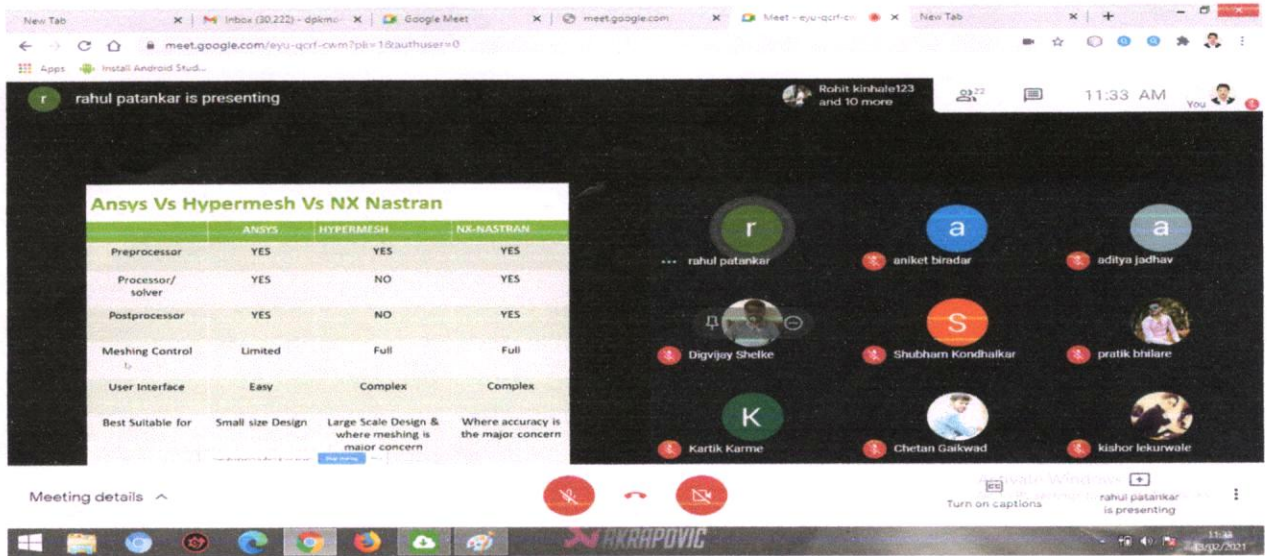 New Tab
Inbox (30,222) - dpkm
Google Meet
meet.google.com
Meet - eyu-qcrf-c
New Tab
meet.google.com/eyu-qcrf-cwm?pli=1&authuser=0
Apps
Install Android Stud...
r
rahul patankar is presenting
Rohit kinhale123
and 10 more
22
11:33 AM
You
Ansys Vs Hypermesh Vs NX Nastran
ANSYS HYPERMESH NX-NASTRAN
Preprocessor YES YES YES
Processor/
solver YES NO YES
Postprocessor YES NO YES
Meshing Control Limited Full Full
User Interface Easy Complex Complex
Best Suitable for Small size Design Large Scale Design & Where accuracy is
where meshing is the major concern
major concern
Stop sharing
r
a
a
rahul patankar
aniket biradar
aditya jadhav
S
Digvijay Shelke
Shubham Kondhalkar
pratik bhilare
K
Kartik Karme
Chetan Gaikwad
kishor lekurwale
Activate Windows
Meeting details
Turn on captions
rahul patankar
is presenting
AKRAPOVIC
11:33